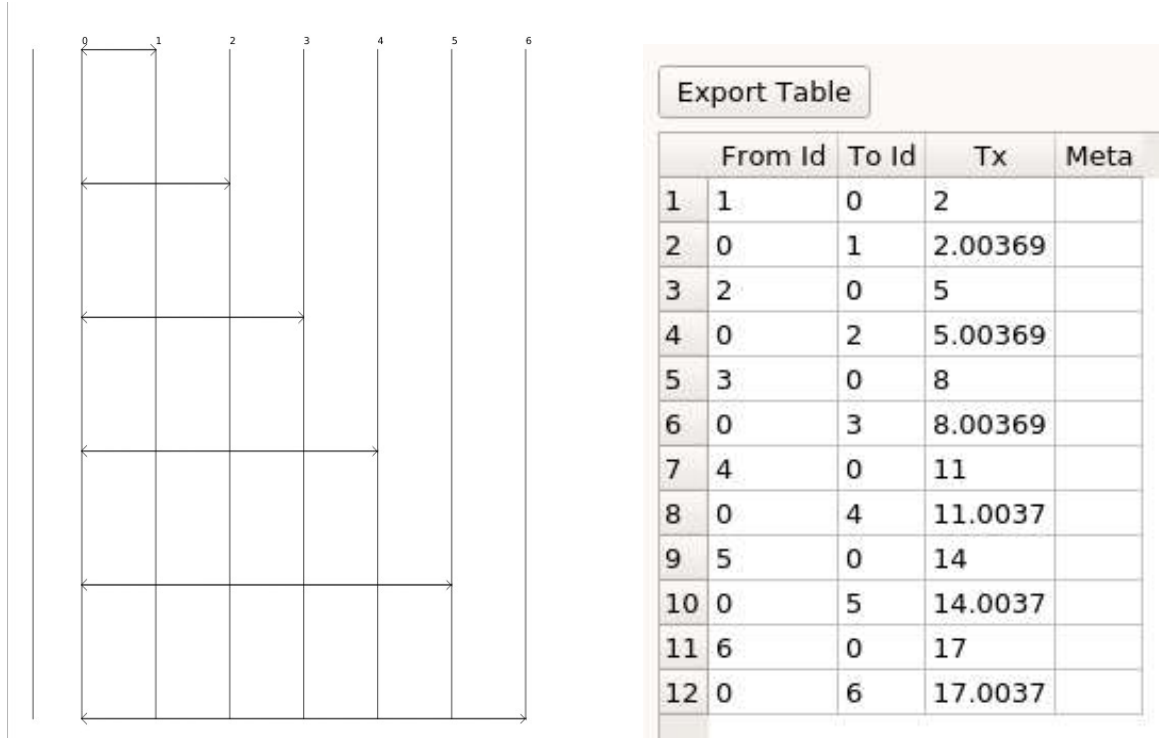 0 1 2 3 4 5 6
Export Table
From Id To Id Tx Meta
1 1 0 2
2 0 1 2.00369
3 2 0 5
4 0 2 5.00369
5 3 0 8
6 0 3 8.00369
7 4 0 11
8 0 4 11.0037
9 5 0 14
10 0 5 14.0037
11 6 0 17
12 0 6 17.0037